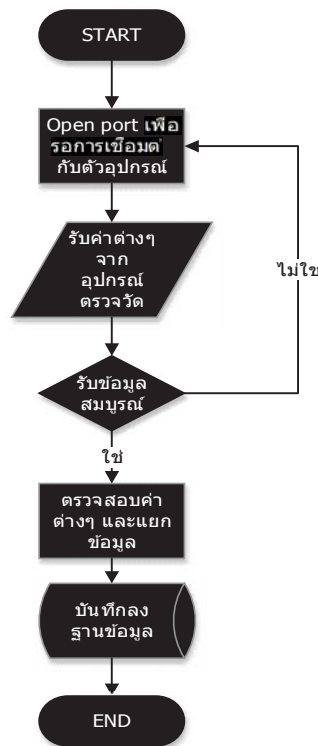 START
Open port เพื่อ
รอการเชื่อมต่
กับตัวอุปกรณ์
รับค่าต่างๆ
จาก
อุปกรณ์
ตรวจวัด
ไม่ใช่
รับข้อมูล
สมบูรณ์
ใช่
ตรวจสอบค่า
ต่างๆ และแยก
ข้อมูล
บันทึกลง
ฐานข้อมูล
END